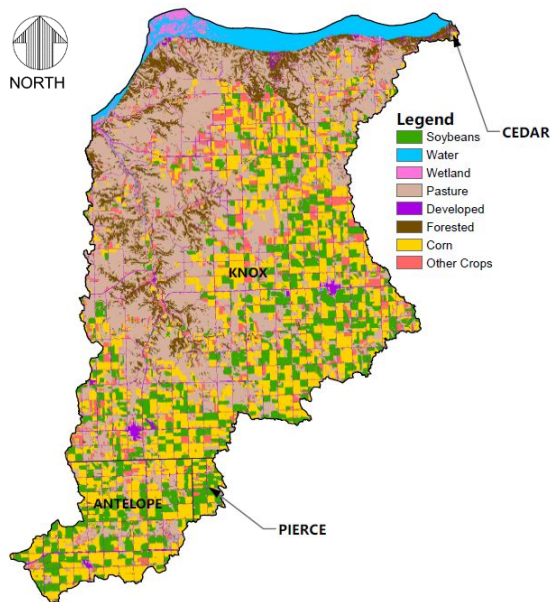 NORTH
CEDAR
Legend
Soybeans
Water
Wetland
Pasture
Developed
Forested
Corn
Other Crops
KNOX
ANTELOPE
PIERCE